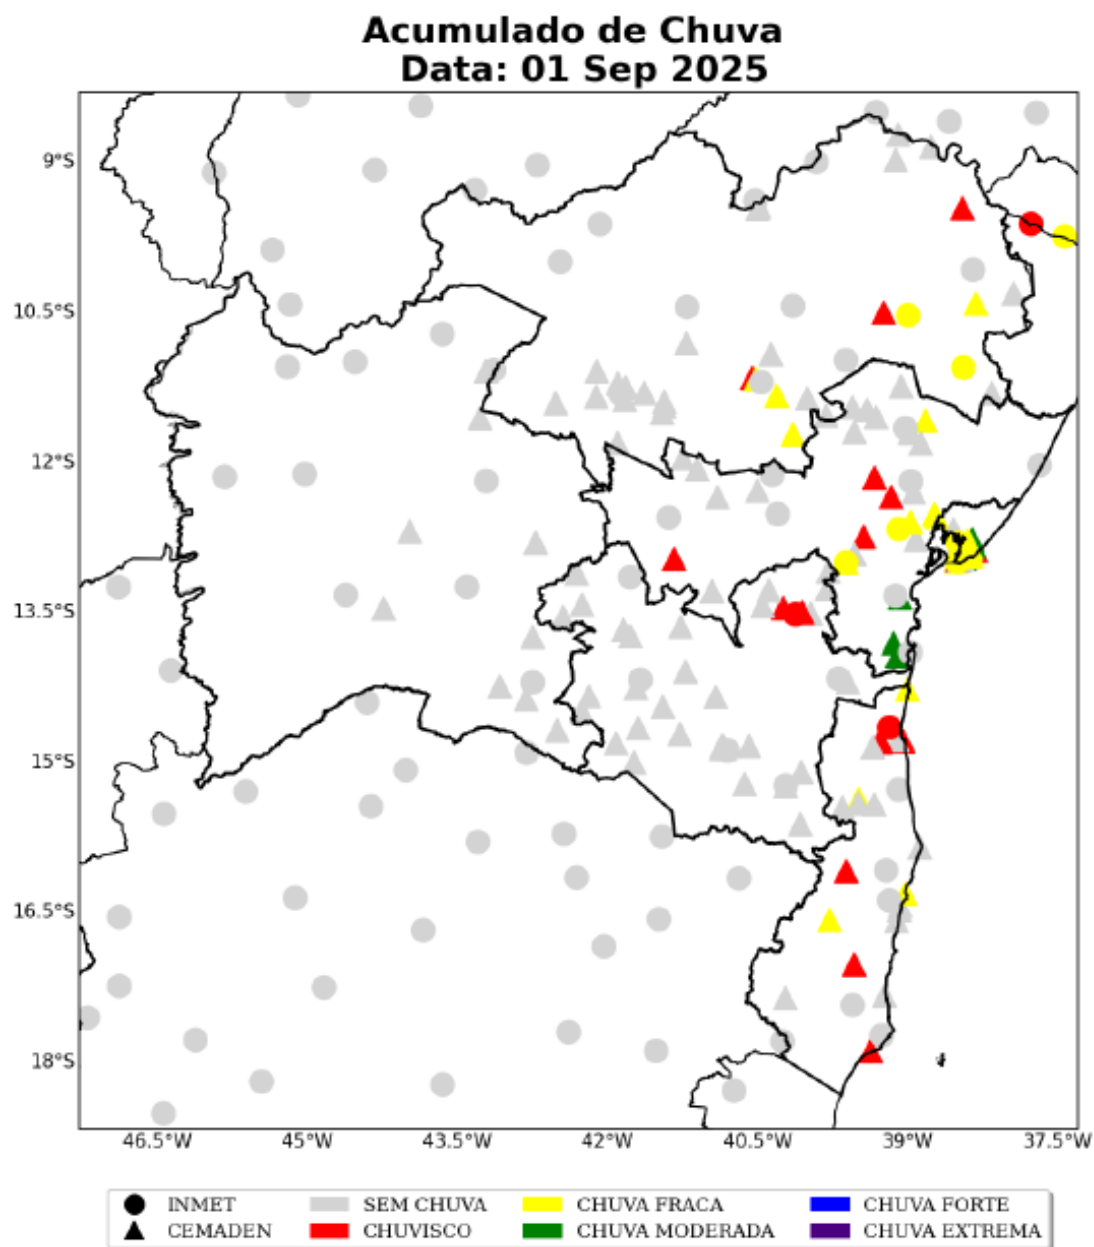 Acumulado de Chuva
Data: 01 Sep 2025
9°S
10.5°S
12°S
13.5°S
15°S
16.5°S
18°S
46.5°W 45°W 43.5°W 42°W 40.5°W 39°W 37.5°W
INMET SEM CHUVA CHUVA FRACA CHUVA FORTE
CEMADEN CHUVISCO CHUVA MODERADA CHUVA EXTREMA